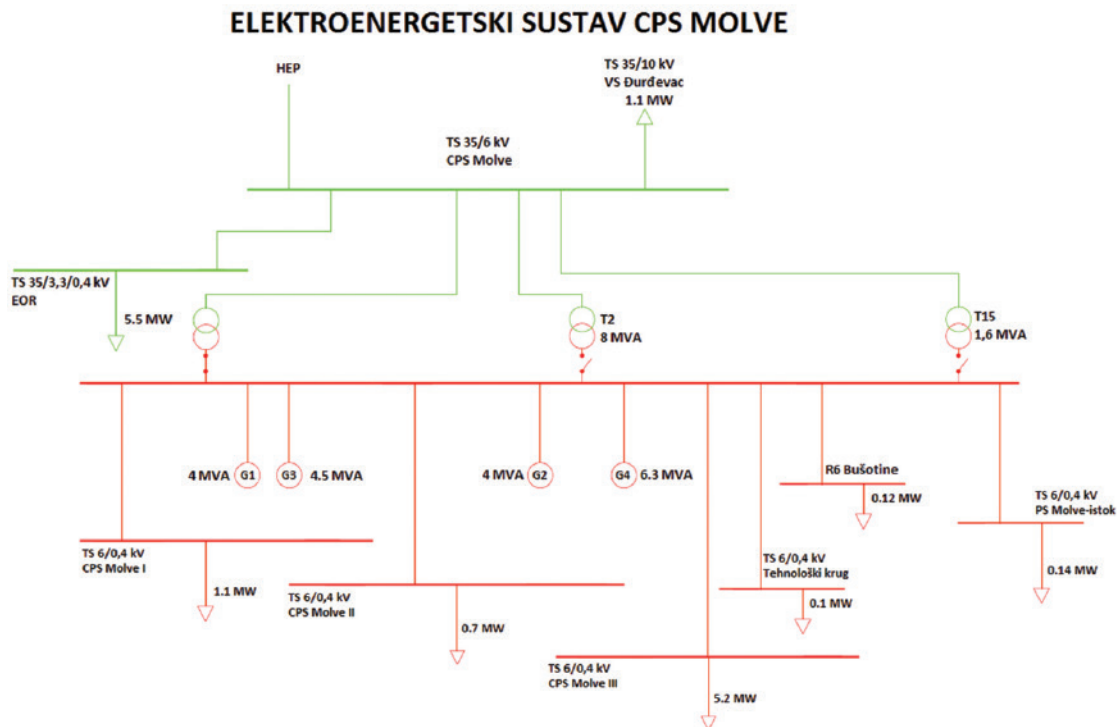 ELEKTROENERGETSKI SUSTAV CPS MOLVE
HEP
TS 35/10 kV
VS Đurđevac
1.1 MW
TS 35/6 kV
CPS Molve
TS 35/3,3/0,4 kV
EOR
5.5 MW
T2
8 MVA
T15
1,6 MVA
4 MVA
G1
G3
4.5 MVA
4 MVA
G2
G4
6.3 MVA
R6 Bušotine
0.12 MW
TS 6/0,4 kV
PS Molve-istok
0.14 MW
TS 6/0,4 kV
CPS Molve I
1.1 MW
TS 6/0,4 kV
CPS Molve II
0.7 MW
TS 6/0,4 kV
Tehnološki krug
0.1 MW
TS 6/0,4 kV
CPS Molve III
5.2 MW